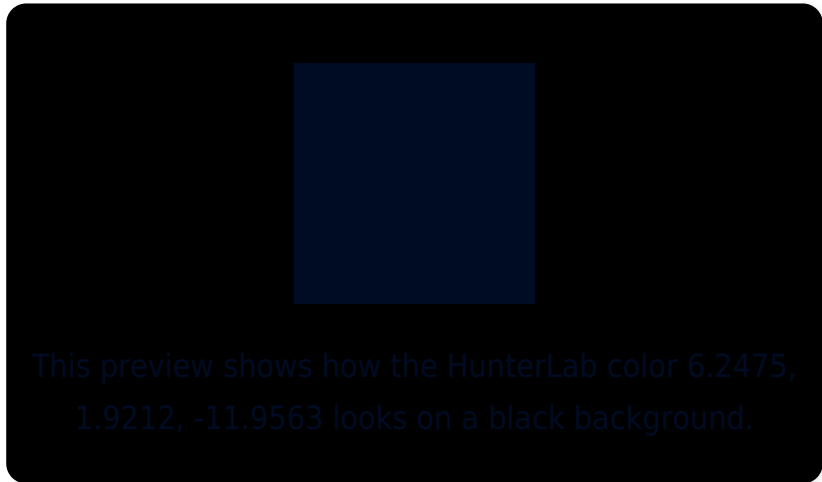 This preview shows how the HunterLab color 6.2475,
1.9212, -11.9563 looks on a black background.